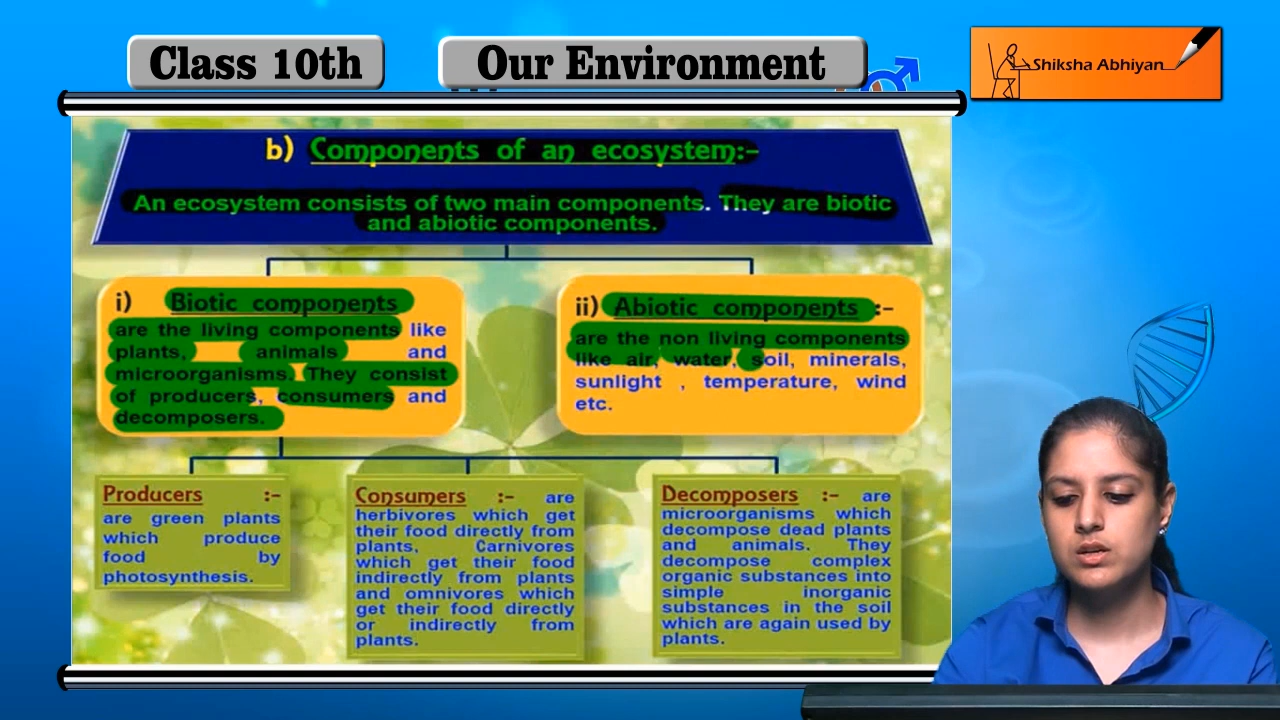 Class 10th
Our Environment
Shiksha Abhiyan
b) Components of an ecosystem:-
An ecosystem consists of two main components. They are biotic
and abiotic components.
i) Biotic components
are the living components like
plants, animals and
microorganisms. They consist
of producers, consumers and
decomposers.
ii) Abiotic components :-
are the non living components
like air, water, soil, minerals,
sunlight , temperature, wind
etc.
Producers :-
are green plants
which produce
food by
photosynthesis.
Consumers :- are
herbivores which get
their food directly from
plants, Carnivores
which get their food
indirectly from plants
and omnivores which
get their food directly
or indirectly from
plants.
Decomposers :- are
microorganisms which
decompose dead plants
and animals. They
decompose complex
organic substances into
simple inorganic
substances in the soil
which are again used by
plants.